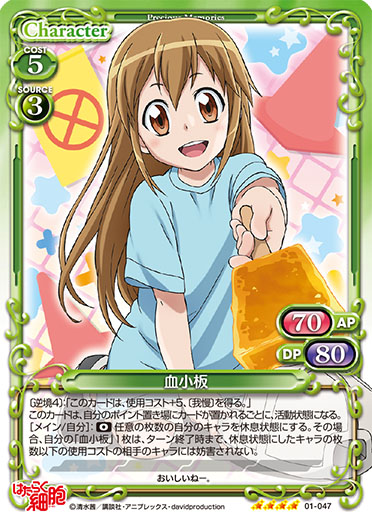 Precious Memories
Character
COST
5
SOURCE
3
70 AP
DP 80
血小板
〔逆境4〕:「このカードは、使用コスト+5、〔我慢〕を得る。」
このカードは、自分のポイント置き場にカードが置かれるごとに、活動状態になる。
[メイン/自分]: 任意の枚数の自分のキャラを休息状態にする。その場
合、自分の「血小板」1枚は、ターン終了時まで、休息状態にしたキャラの枚
数以下の使用コストの相手のキャラには妨害されない。
おいしいねー。
はたらく細胞
©清水茜/講談社・アニプレックス・davidproduction
01-047